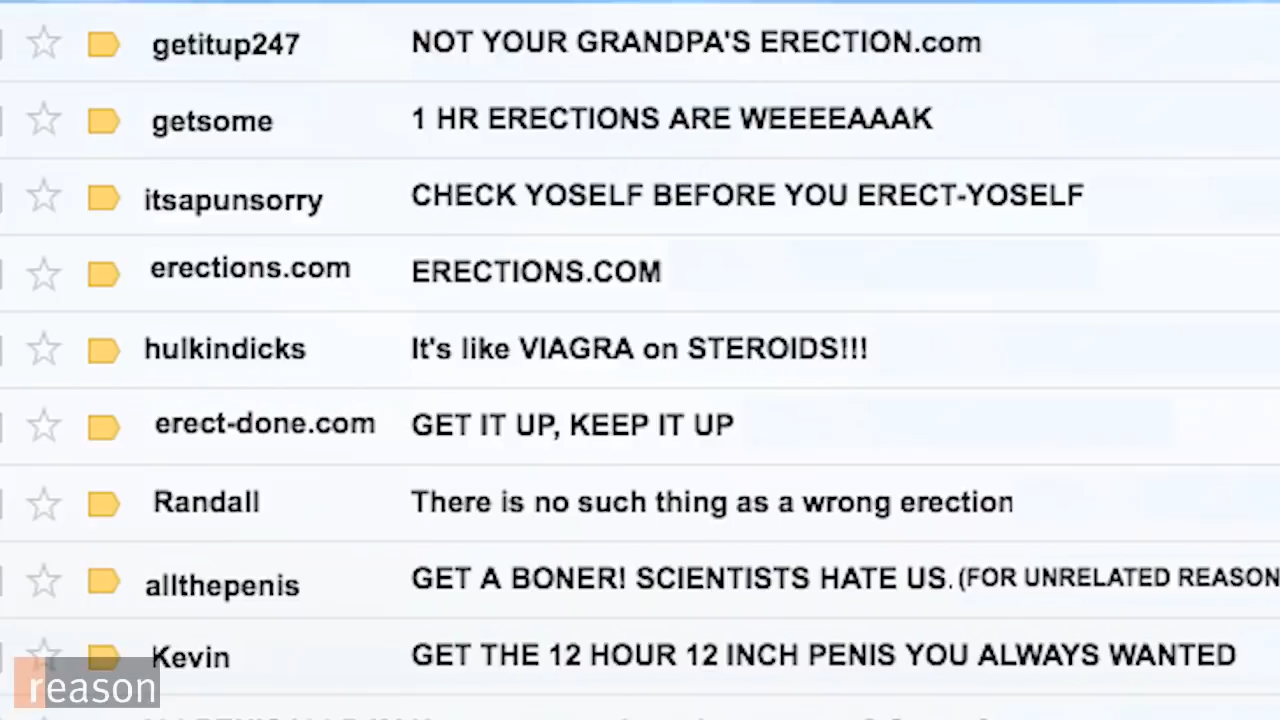 getitup247 NOT YOUR GRANDPA'S ERECTION.com
getsome 1 HR ERECTIONS ARE WEEEEAAAK
itsapunsorry CHECK YOSELF BEFORE YOU ERECT-YOSELF
erections.com ERECTIONS.COM
hulkindicks It's like VIAGRA on STEROIDS!!!
erect-done.com GET IT UP, KEEP IT UP
Randall There is no such thing as a wrong erection
allthepenis GET A BONER! SCIENTISTS HATE US. (FOR UNRELATED REASON
Kevin GET THE 12 HOUR 12 INCH PENIS YOU ALWAYS WANTED
reason